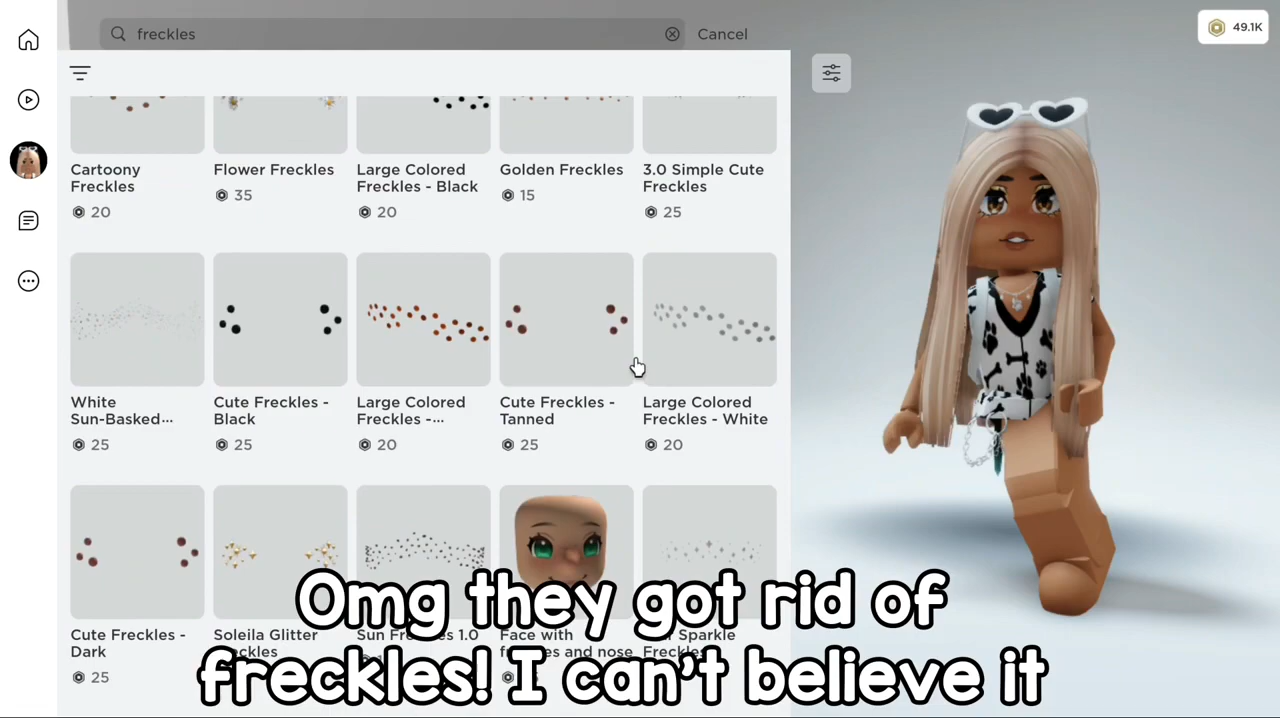 freckles
Cancel
49.1K
Cartoony
Freckles
20
Flower Freckles
35
Large Colored
Freckles - Black
20
Golden Freckles
15
3.0 Simple Cute
Freckles
25
White
Sun-Basked...
25
Cute Freckles -
Black
25
Large Colored
Freckles -...
20
Cute Freckles -
Tanned
25
Large Colored
Freckles - White
20
Cute Freckles -
Dark
25
Soleila Glitter
Sun Freckles 1.0
Face with
freckles and nose
Sparkle
Omg they got rid of
freckles! I can't believe it